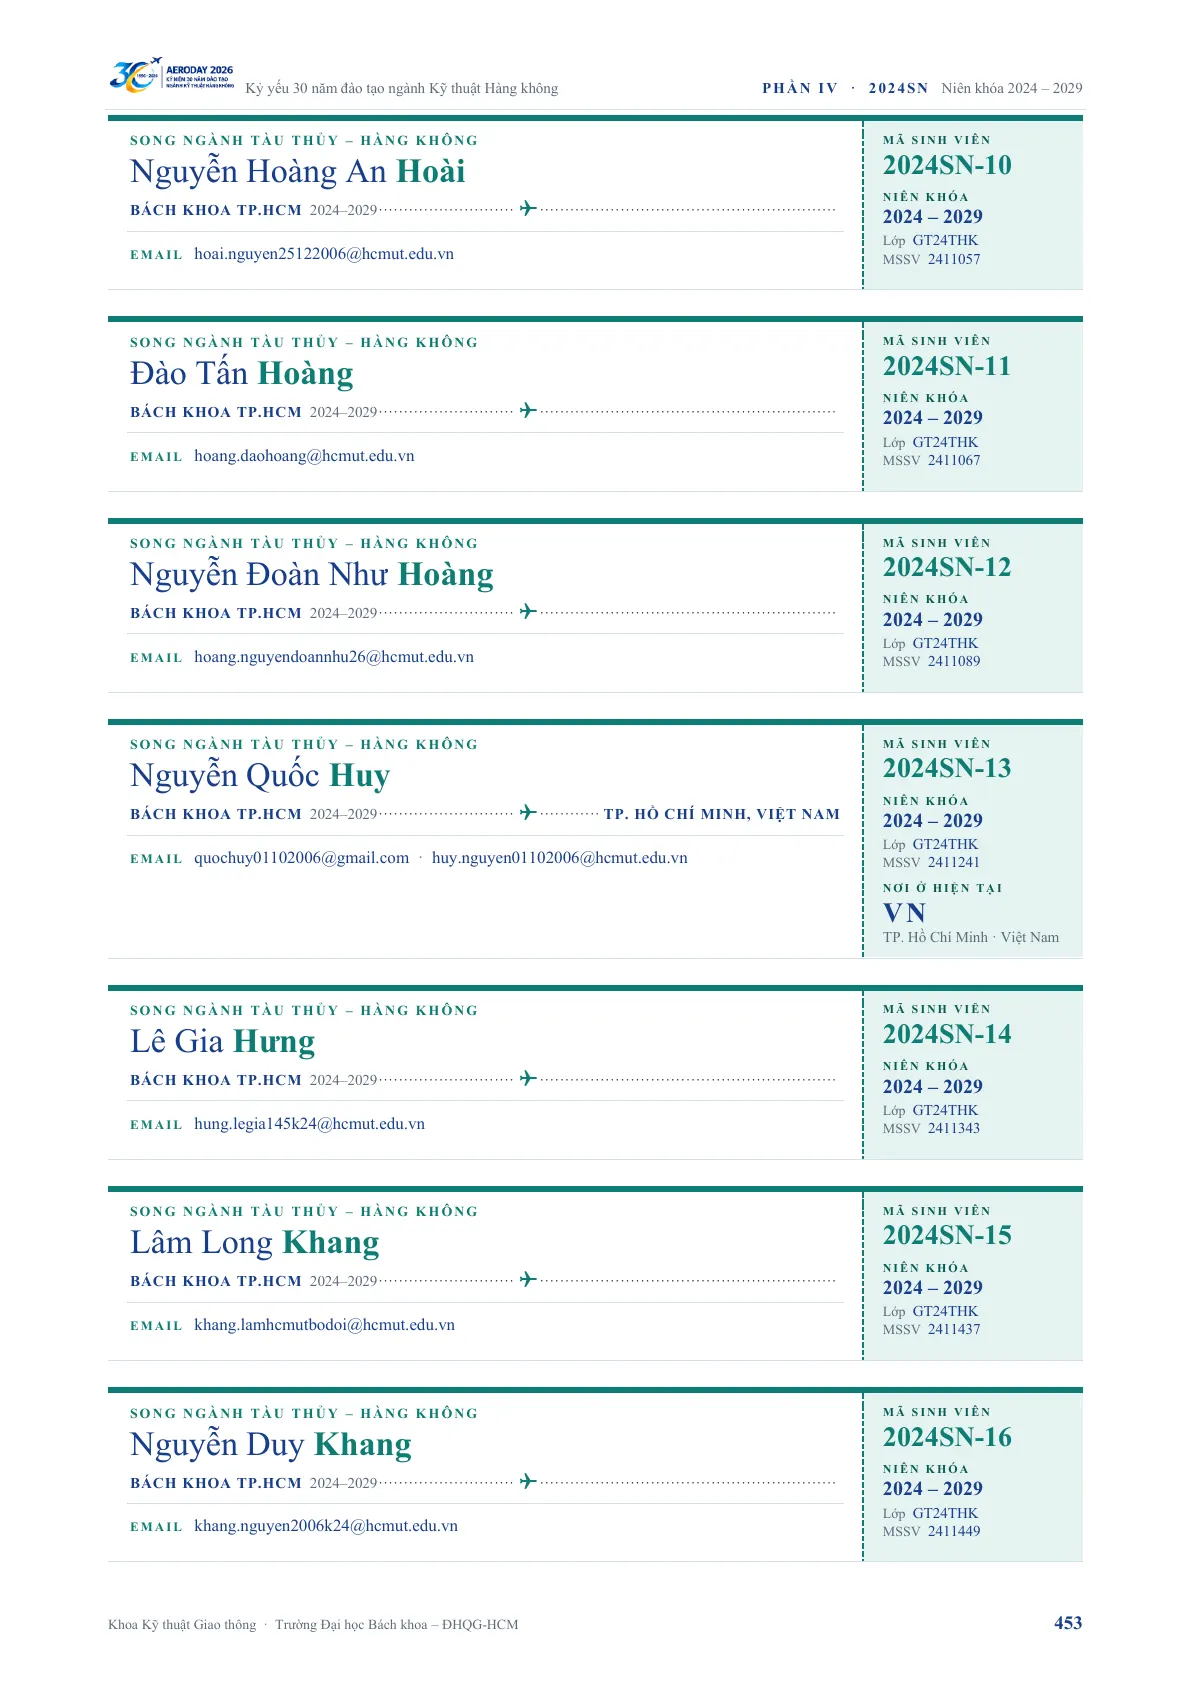 30 1996 - 2026
AERODAY 2026
KỶ NIỆM 30 NĂM ĐÀO TẠO
NGÀNH KỸ THUẬT HÀNG KHÔNG
Kỷ yếu 30 năm đào tạo ngành Kỹ thuật Hàng không
PHẦN IV · 2024SN Niên khóa 2024 – 2029
SONG NGÀNH TÀU THỦY – HÀNG KHÔNG
Nguyễn Hoàng An Hoài
BÁCH KHOA TP.HCM 2024–2029
EMAIL hoai.nguyen25122006@hcmut.edu.vn
MÃ SINH VIÊN
2024SN-10
NIÊN KHÓA
2024 – 2029
Lớp GT24THK
MSSV 2411057
SONG NGÀNH TÀU THỦY – HÀNG KHÔNG
Đào Tấn Hoàng
BÁCH KHOA TP.HCM 2024–2029
EMAIL hoang.daohoang@hcmut.edu.vn
MÃ SINH VIÊN
2024SN-11
NIÊN KHÓA
2024 – 2029
Lớp GT24THK
MSSV 2411067
SONG NGÀNH TÀU THỦY – HÀNG KHÔNG
Nguyễn Đoàn Như Hoàng
BÁCH KHOA TP.HCM 2024–2029
EMAIL hoang.nguyendoannhu26@hcmut.edu.vn
MÃ SINH VIÊN
2024SN-12
NIÊN KHÓA
2024 – 2029
Lớp GT24THK
MSSV 2411089
SONG NGÀNH TÀU THỦY – HÀNG KHÔNG
Nguyễn Quốc Huy
BÁCH KHOA TP.HCM 2024–2029 TP. HỒ CHÍ MINH, VIỆT NAM
EMAIL quochuy01102006@gmail.com · huy.nguyen01102006@hcmut.edu.vn
MÃ SINH VIÊN
2024SN-13
NIÊN KHÓA
2024 – 2029
Lớp GT24THK
MSSV 2411241
NƠI Ở HIỆN TẠI
VN
TP. Hồ Chí Minh · Việt Nam
SONG NGÀNH TÀU THỦY – HÀNG KHÔNG
Lê Gia Hưng
BÁCH KHOA TP.HCM 2024–2029
EMAIL hung.legia145k24@hcmut.edu.vn
MÃ SINH VIÊN
2024SN-14
NIÊN KHÓA
2024 – 2029
Lớp GT24THK
MSSV 2411343
SONG NGÀNH TÀU THỦY – HÀNG KHÔNG
Lâm Long Khang
BÁCH KHOA TP.HCM 2024–2029
EMAIL khang.lamhcmutbodoi@hcmut.edu.vn
MÃ SINH VIÊN
2024SN-15
NIÊN KHÓA
2024 – 2029
Lớp GT24THK
MSSV 2411437
SONG NGÀNH TÀU THỦY – HÀNG KHÔNG
Nguyễn Duy Khang
BÁCH KHOA TP.HCM 2024–2029
EMAIL khang.nguyen2006k24@hcmut.edu.vn
MÃ SINH VIÊN
2024SN-16
NIÊN KHÓA
2024 – 2029
Lớp GT24THK
MSSV 2411449
Khoa Kỹ thuật Giao thông · Trường Đại học Bách khoa – ĐHQG-HCM
453